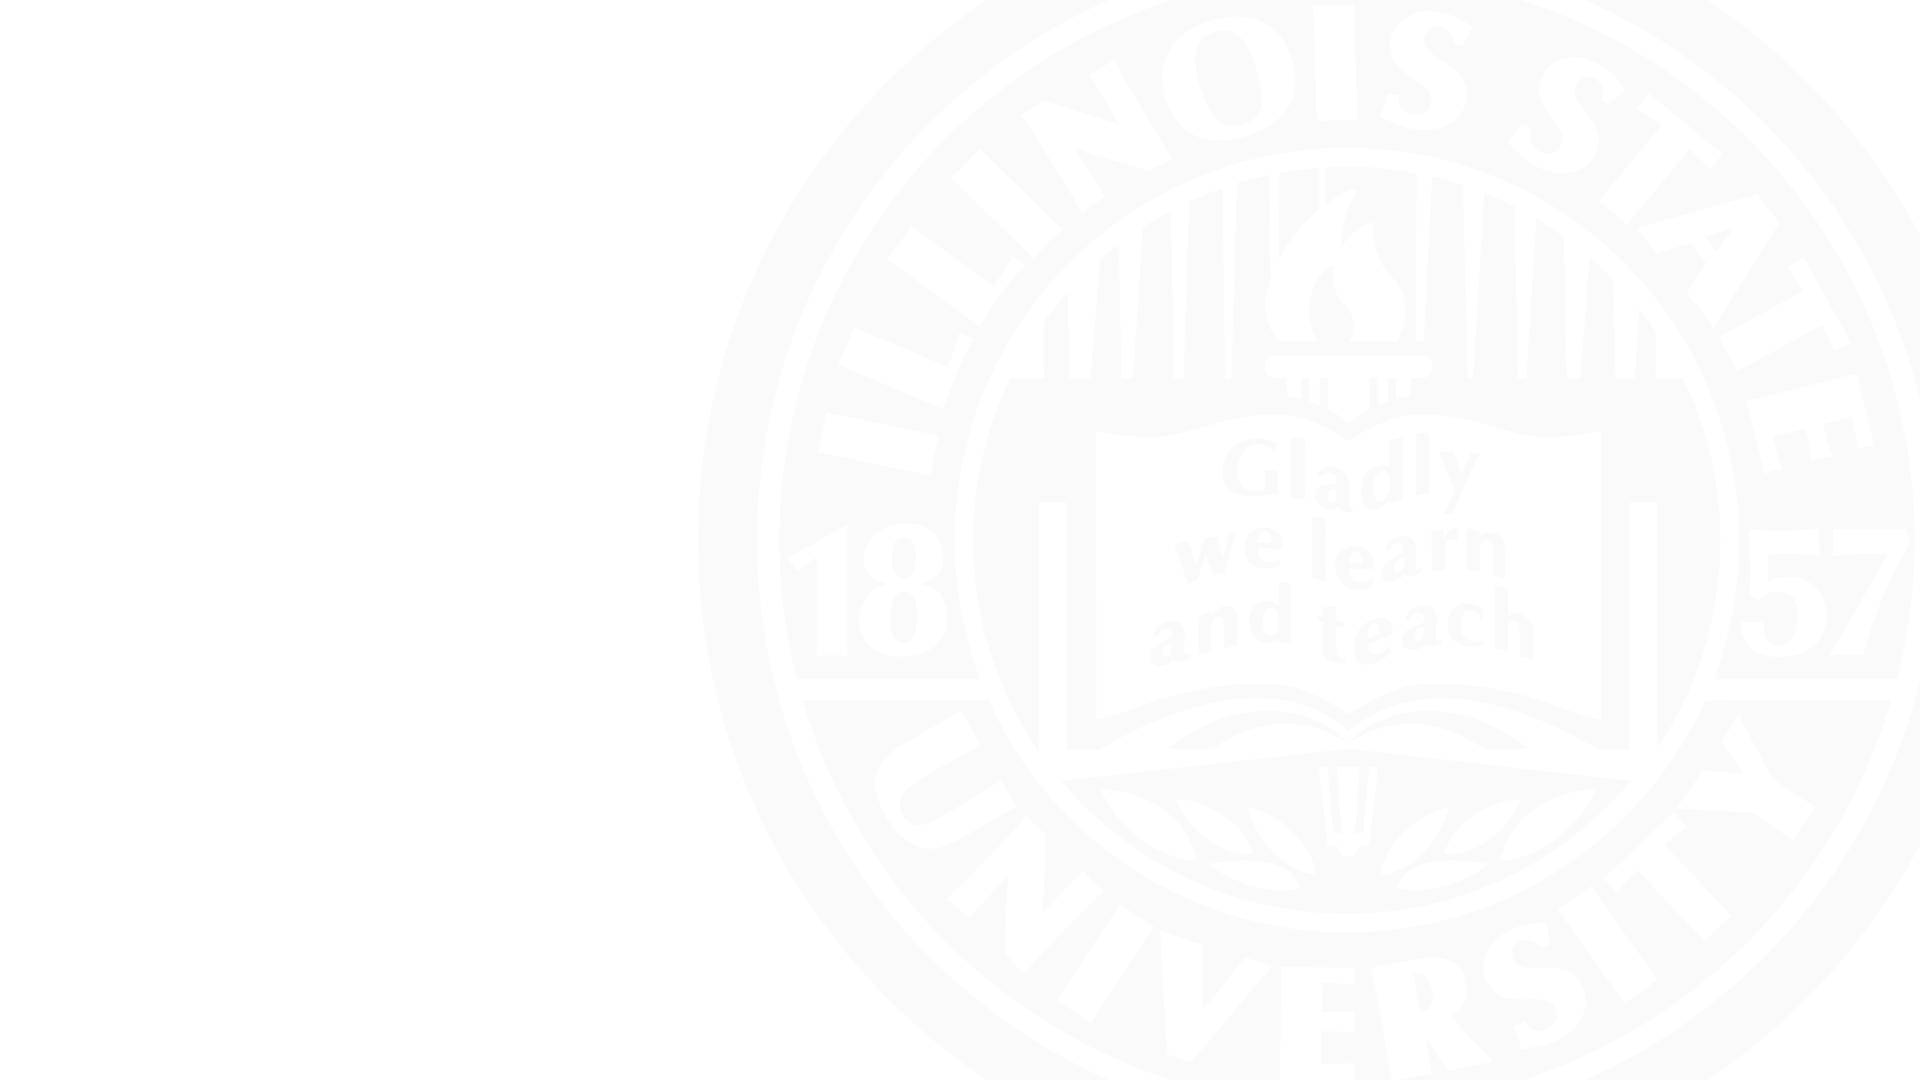 ILLINOIS STATE
18 57
Gladly
we learn
and teach
UNIVERSITY